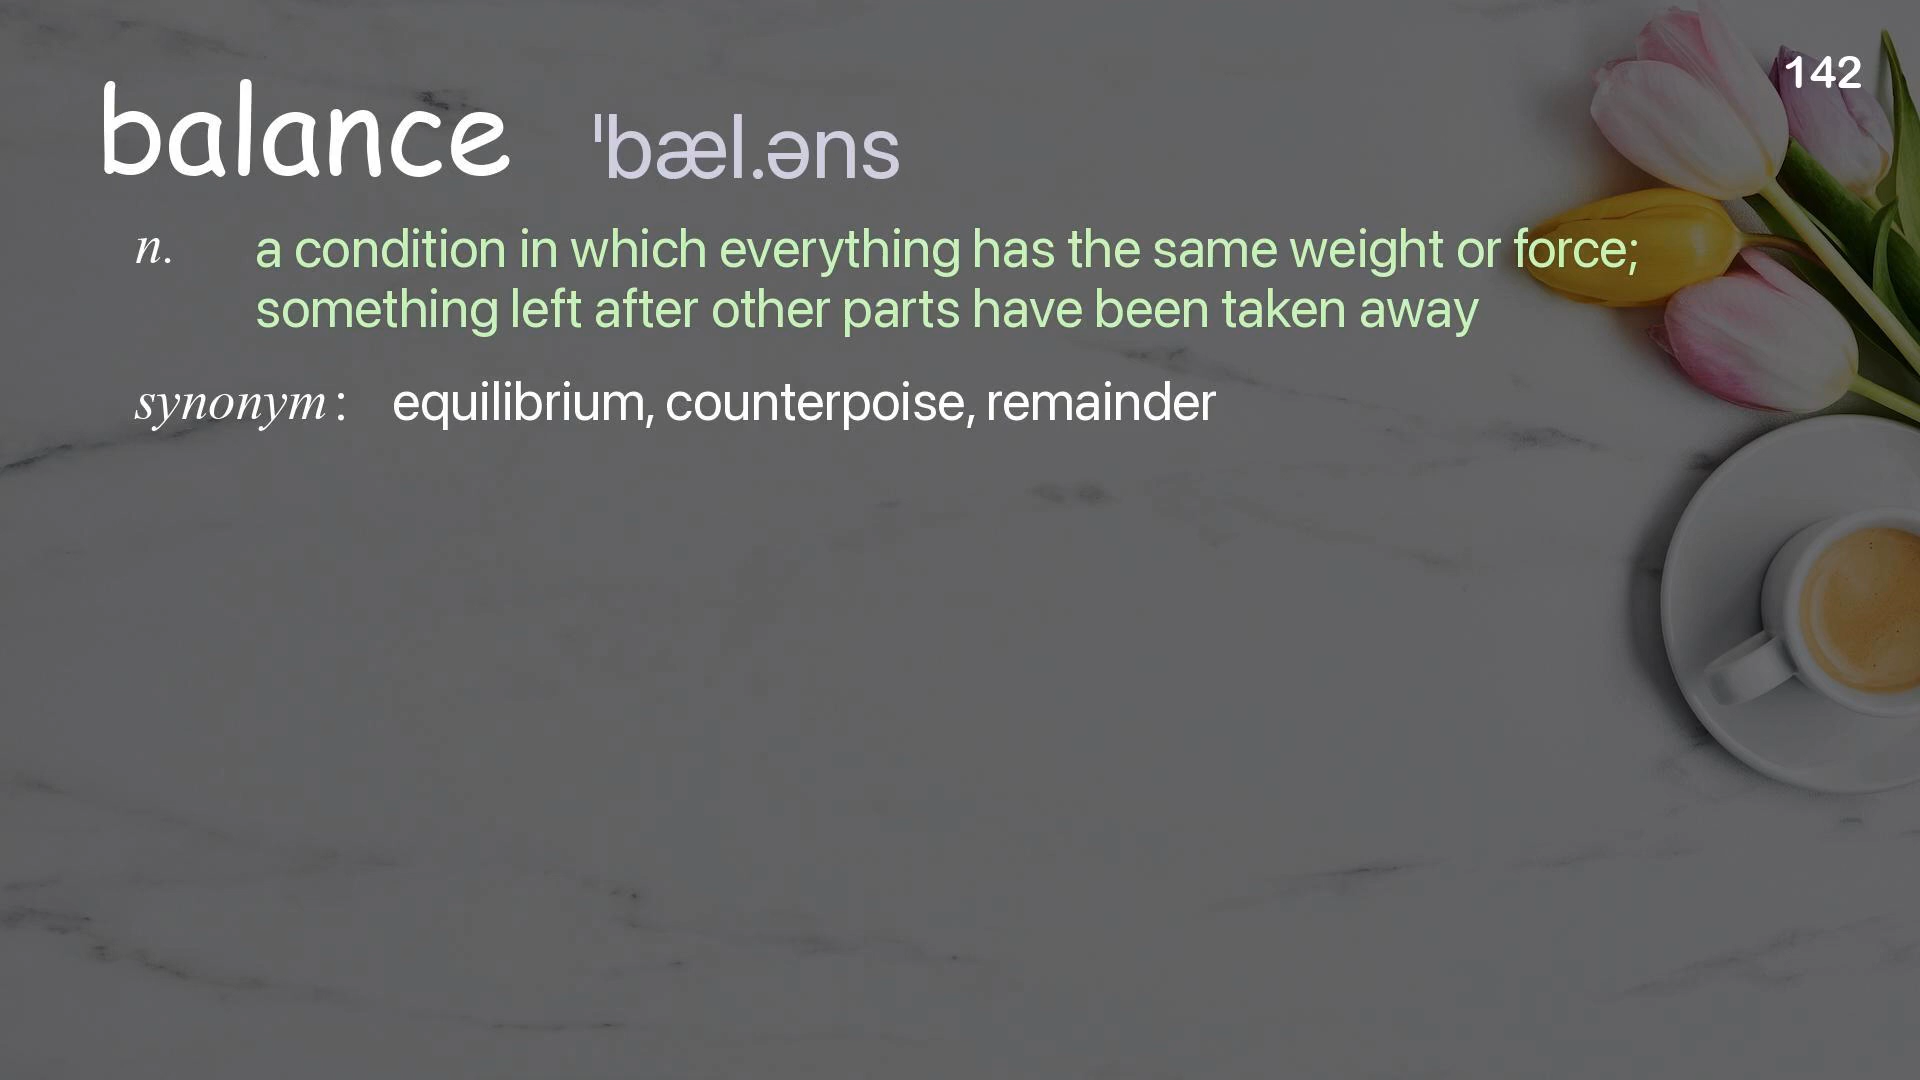 142
balance ˈbæl.əns
n. a condition in which everything has the same weight or force;
something left after other parts have been taken away
synonym: equilibrium, counterpoise, remainder